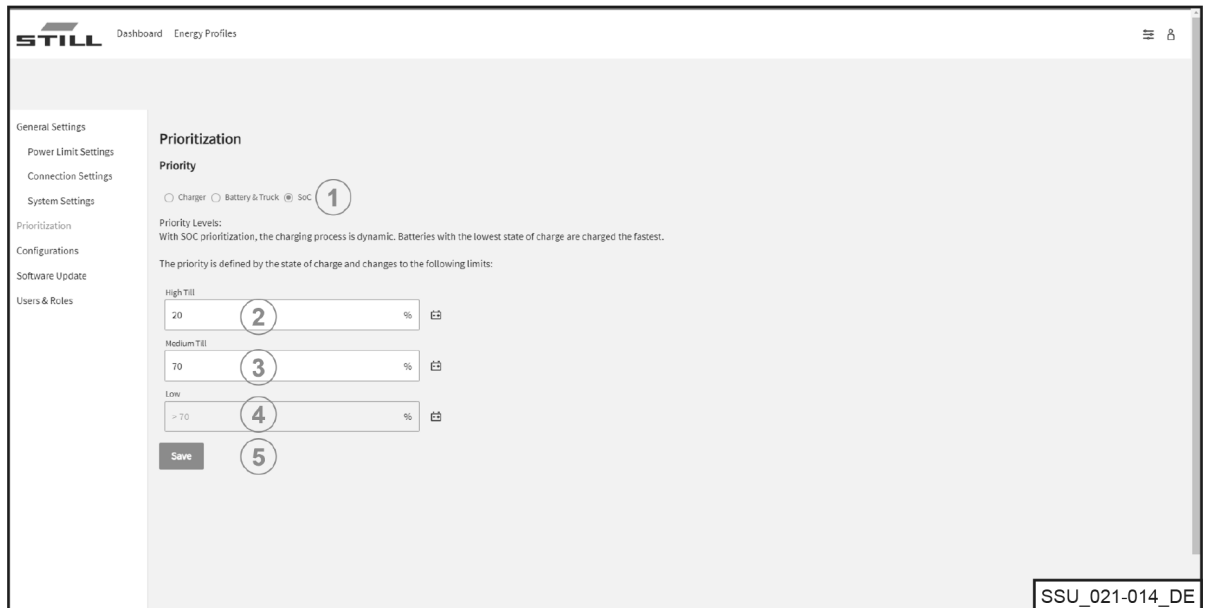 STILL Dashboard Energy Profiles
General Settings
Power Limit Settings
Connection Settings
System Settings
Prioritization
Configurations
Software Update
Users & Roles
Prioritization
Priority
Charger Battery & Truck SoC 1
Priority Levels:
With SOC prioritization, the charging process is dynamic. Batteries with the lowest state of charge are charged the fastest.
The priority is defined by the state of charge and changes to the following limits:
High Till
20 2 %
Medium Till
70 3 %
Low
> 70 4 %
Save 5
SSU_021-014_DE